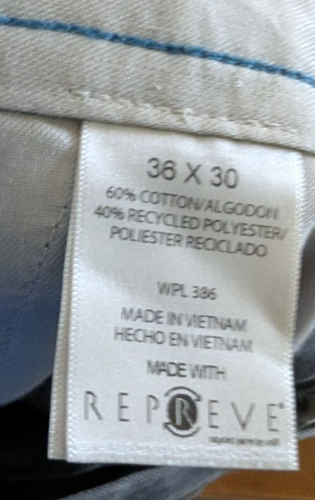 36 X 30
60% COTTON/ALGODON
40% RECYCLED POLYESTER/
POLIESTER RECICLADO
WPL 386
MADE IN VIETNAM
HECHO EN VIETNAM
MADE WITH
REPREVE®